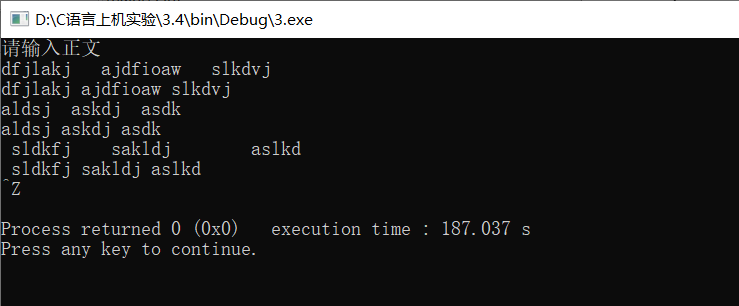 D:\C语言上机实验\3.4\bin\Debug\3.exe
请输入正文
dfjlakj   ajdfioaw   slkdvj
dfjlakj ajdfioaw slkdvj
aldsj  askdj  asdk
aldsj askdj asdk
 sldkfj    sakldj        aslkd
 sldkfj sakldj aslkd
^Z
Process returned 0 (0x0)   execution time : 187.037 s
Press any key to continue.